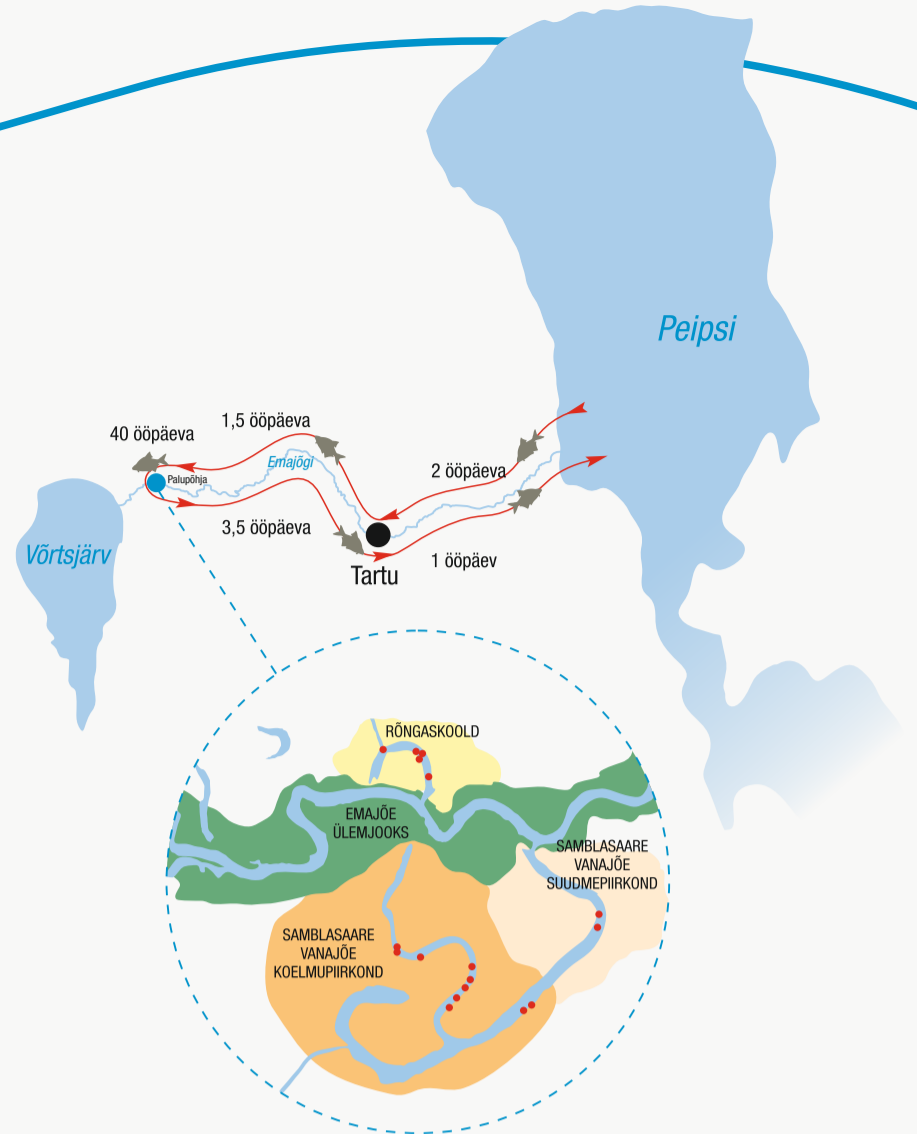 Peipsi
1,5 ööpäeva
40 ööpäeva
Emajõgi
2 ööpäeva
Palupõhja
3,5 ööpäeva
Võrtsjärv
1 ööpäev
Tartu
RÕNGASKOOLD
EMAJÕE
ÜLEMJOOKS
SAMBLASAARE
VANAJÕE
SUUDMEPIIRKOND
SAMBLASAARE
VANAJÕE
KOELMUPIIRKOND